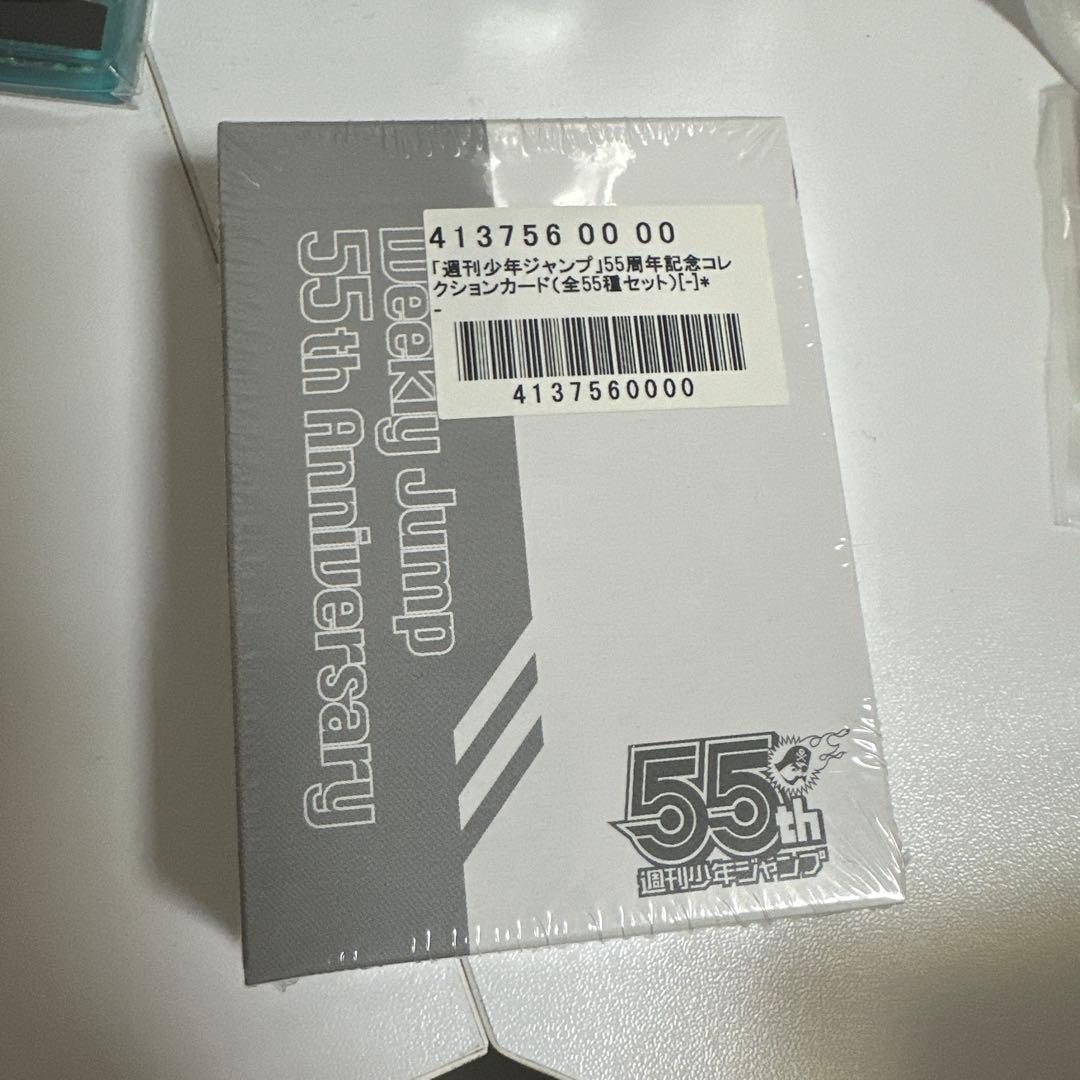 413756 00 00
「週刊少年ジャンプ」55周年記念コレ
クションカード(全55種セット)[-]*
-
4137560000
Weekly Jump
55th Anniversary
55th
週刊少年ジャンプ